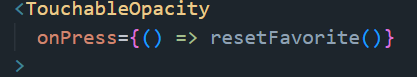 <TouchableOpacity
onPress={() => resetFavorite()}
>